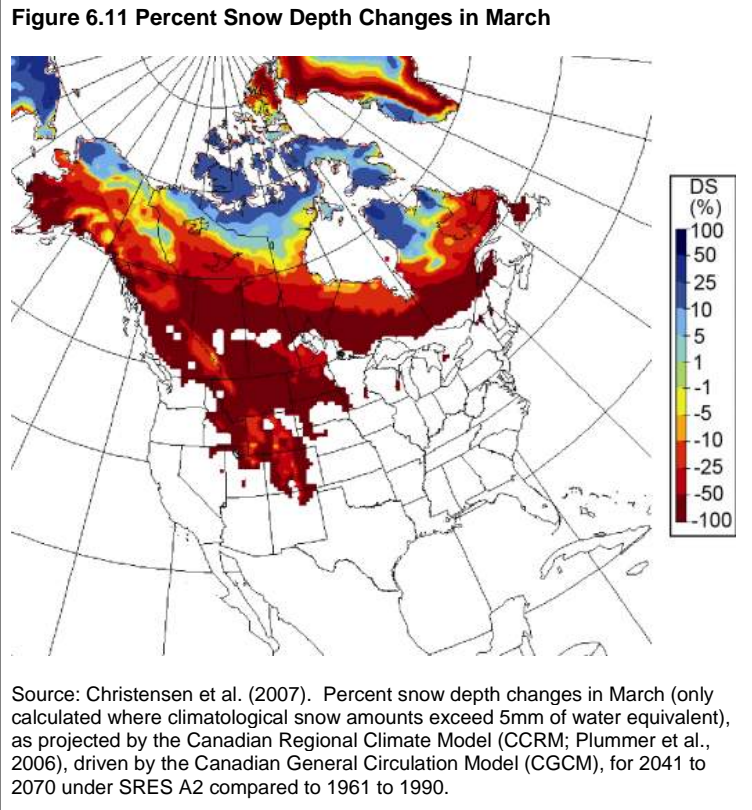 Figure 6.11 Percent Snow Depth Changes in March
DS
(%)
100
50
25
10
5
1
-1
-5
-10
-25
-50
-100
Source: Christensen et al. (2007).  Percent snow depth changes in March (only
calculated where climatological snow amounts exceed 5mm of water equivalent),
as projected by the Canadian Regional Climate Model (CCRM; Plummer et al.,
2006), driven by the Canadian General Circulation Model (CGCM), for 2041 to
2070 under SRES A2 compared to 1961 to 1990.